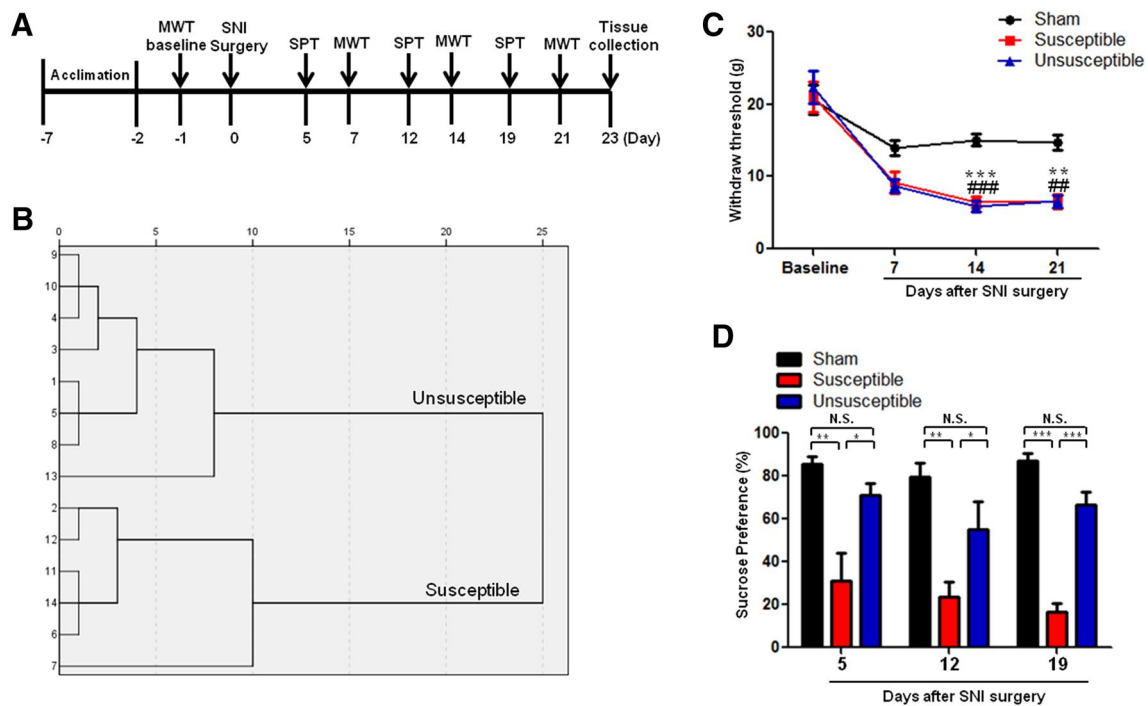 A
MWT
baseline
SNI
Surgery
SPT
MWT
SPT
MWT
SPT
MWT
Tissue
collection
Acclimation
-7
-2
-1
0
5
7
12
14
19
21
23 (Day)
B
0
5
10
15
20
25
9
10
4
3
1
5
8
13
2
12
11
14
6
7
Unsusceptible
Susceptible
C
Sham
Susceptible
Unsusceptible
Withdraw threshold (g)
30
20
10
0
***
###
**
##
Baseline
7
14
21
Days after SNI surgery
D
Sham
Susceptible
Unsusceptible
Sucrose Preference (%)
100
80
60
40
20
0
N.S.
**
*
N.S.
**
*
N.S.
***
***
5
12
19
Days after SNI surgery